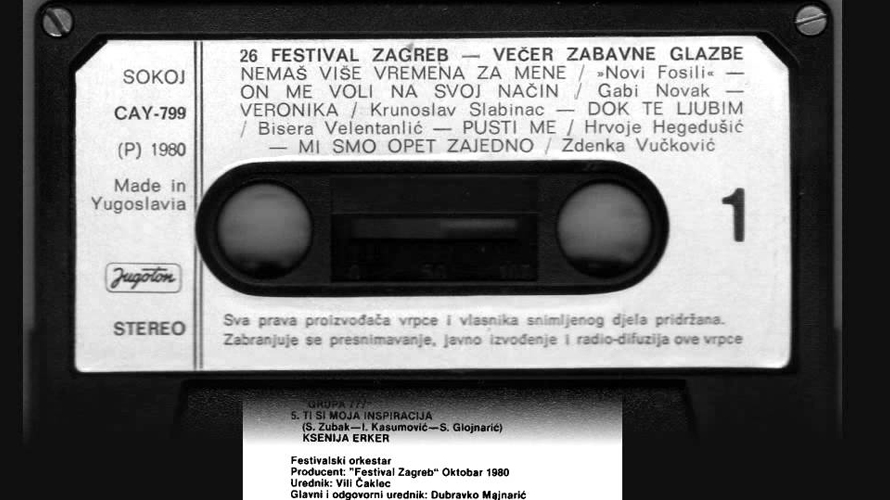 SOKOJ
CAY-799
(P) 1980
Made in
Yugoslavia
Jugoton
STEREO
26 FESTIVAL ZAGREB — VEČER ZABAVNE GLAZBE
NEMAŠ VIŠE VREMENA ZA MENE / »Novi Fosili« —
ON ME VOLI NA SVOJ NAČIN / Gabi Novak —
VERONIKA / Krunoslav Slabinac — DOK TE LJUBIM
/ Bisera Velentanlić — PUSTI ME / Hrvoje Hegedušić
— MI SMO OPET ZAJEDNO / Zdenka Vučković
1
Sva prava proizvođača vrpce i vlasnika snimljenog djela pridržana.
Zabranjuje se presnimavanje, javno izvođenje i radio-difuzija ove vrpce
GRUPA 777
5. TI SI MOJA INSPIRACIJA
(S. Zubak—I. Kasumović—S. Glojnarić)
KSENIJA ERKER
Festivalski orkestar
Producent: "Festival Zagreb" Oktobar 1980
Urednik: Vili Čaklec
Glavni i odgovorni urednik: Dubravko Majnarić